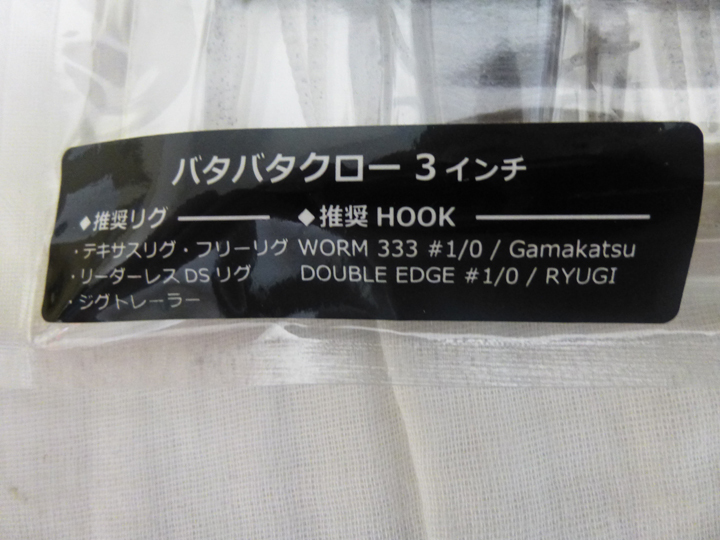 バタバタクロー 3 インチ
◆推奨リグ
・テキサスリグ・フリーリグ
・リーダーレス DS リグ
・ジグトレーラー
◆推奨 HOOK
WORM 333 #1/0 / Gamakatsu
DOUBLE EDGE #1/0 / RYUGI